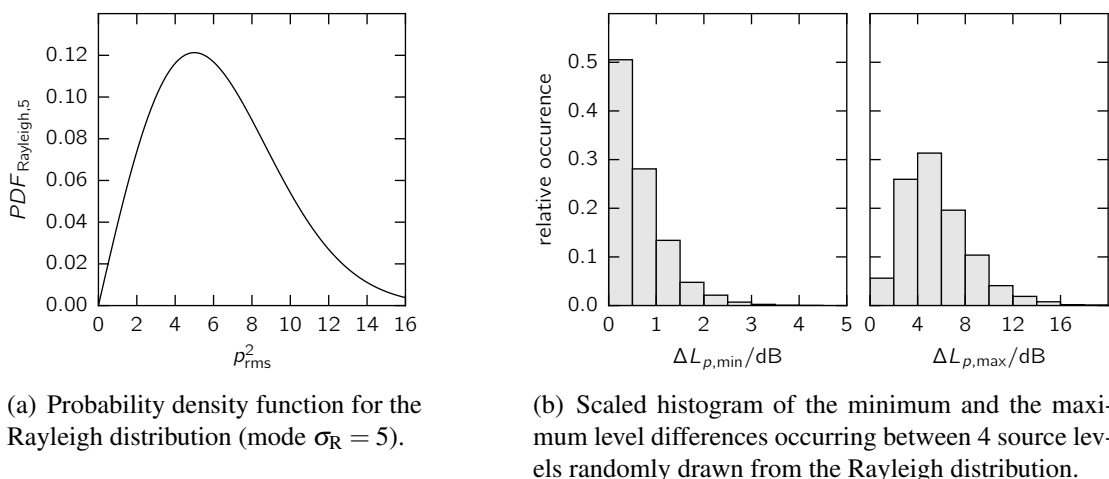 0.12
0.10
0.08
0.06
0.04
0.02
0.00
PDF_Rayleigh,5
0 2 4 6 8 10 12 14 16
p²_rms
(a) Probability density function for the
Rayleigh distribution (mode σ_R = 5).
relative occurence
0.5
0.4
0.3
0.2
0.1
0.0
0 1 2 3 4 5
ΔL_p,min/dB
0 4 8 12 16
ΔL_p,max/dB
(b) Scaled histogram of the minimum and the maxi-
mum level differences occurring between 4 source lev-
els randomly drawn from the Rayleigh distribution.